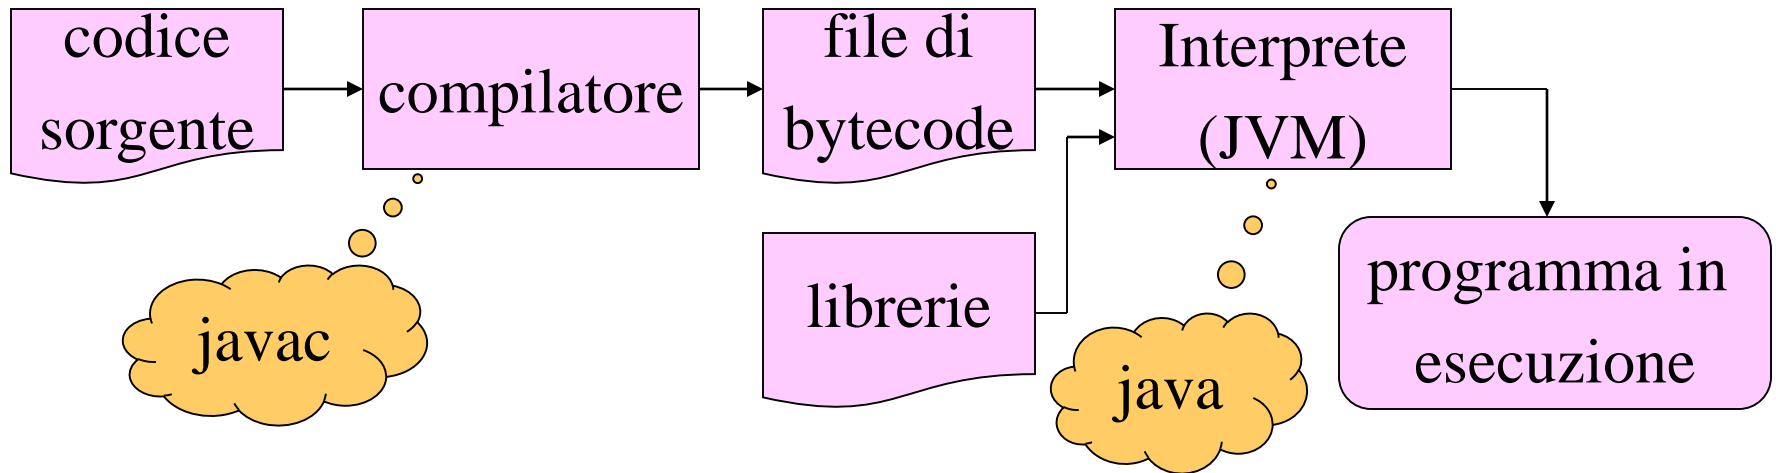 codice
sorgente
compilatore
file di
bytecode
Interprete
(JVM)
javac
librerie
java
programma in
esecuzione